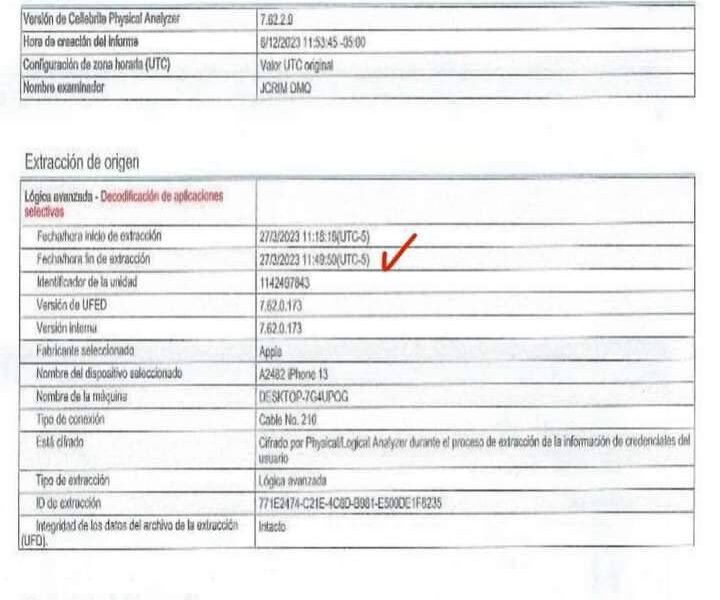 Versión de Cellebrite Physical Analyzer 7.62.2.9
Hora de creación del informe 6/12/2023 11:53:45 -05:00
Configuración de zona horaria (UTC) Valor UTC original
Nombre examinador JCRIM DMQ
Extracción de origen
Lógica avanzada - Decodificación de aplicaciones
selectivas
Fecha/hora inicio de extracción 27/3/2023 11:18:18(UTC-5)
Fecha/hora fin de extracción 27/3/2023 11:49:50(UTC-5)
Identificador de la unidad 1142497843
Versión de UFED 7.62.0.173
Versión interna 7.62.0.173
Fabricante seleccionado Apple
Nombre del dispositivo seleccionado A2482 iPhone 13
Nombre de la máquina DESKTOP-7G4UPOG
Tipo de conexión Cable No. 210
Está cifrado Cifrado por Physical/Logical Analyzer durante el proceso de extracción de la información de credenciales del
usuario
Tipo de extracción Lógica avanzada
ID de extracción
Integridad de los datos del archivo de la extracción Intacto
(UFD).